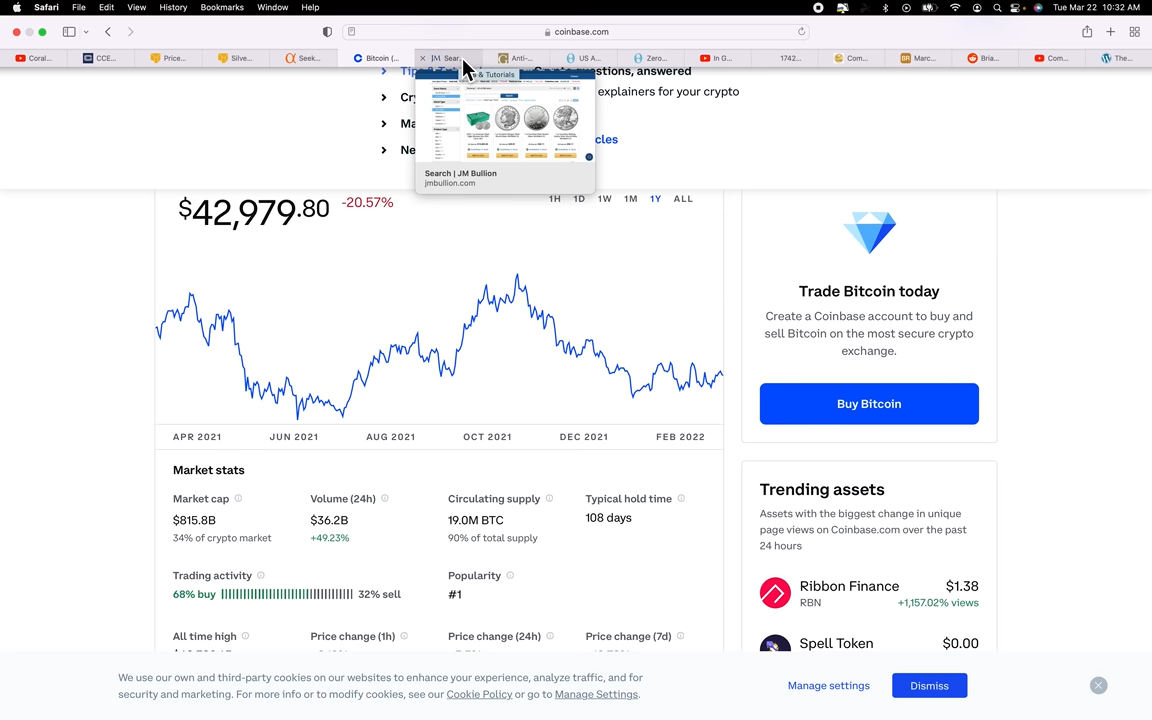 Safari File Edit View History Bookmarks Window Help Tue Mar 22 10:32 AM
coinbase.com
Coral... CCE... Price... Silve... Seek... Bitcoin (... JM Sear... Anti-... US A... Zero... In G... 1742... Com... Marc... Bria... Com... The...
Tip & Tutorials
questions, answered
Cry explainers for your crypto
Ma
Ne cles
Search | JM Bullion
jmbullion.com
$42,979.80 -20.57% 1H 1D 1W 1M 1Y ALL
APR 2021 JUN 2021 AUG 2021 OCT 2021 DEC 2021 FEB 2022
Market stats
Market cap Volume (24h) Circulating supply Typical hold time
$815.8B $36.2B 19.0M BTC 108 days
34% of crypto market +49.23% 90% of total supply
Trading activity Popularity
68% buy 32% sell #1
All time high Price change (1h) Price change (24h) Price change (7d)
Trade Bitcoin today
Create a Coinbase account to buy and
sell Bitcoin on the most secure crypto
exchange.
Buy Bitcoin
Trending assets
Assets with the biggest change in unique
page views on Coinbase.com over the past
24 hours
Ribbon Finance $1.38
RBN +1,157.02% views
Spell Token $0.00
We use our own and third-party cookies on our websites to enhance your experience, analyze traffic, and for
security and marketing. For more info or to modify cookies, see our Cookie Policy or go to Manage Settings.
Manage settings Dismiss